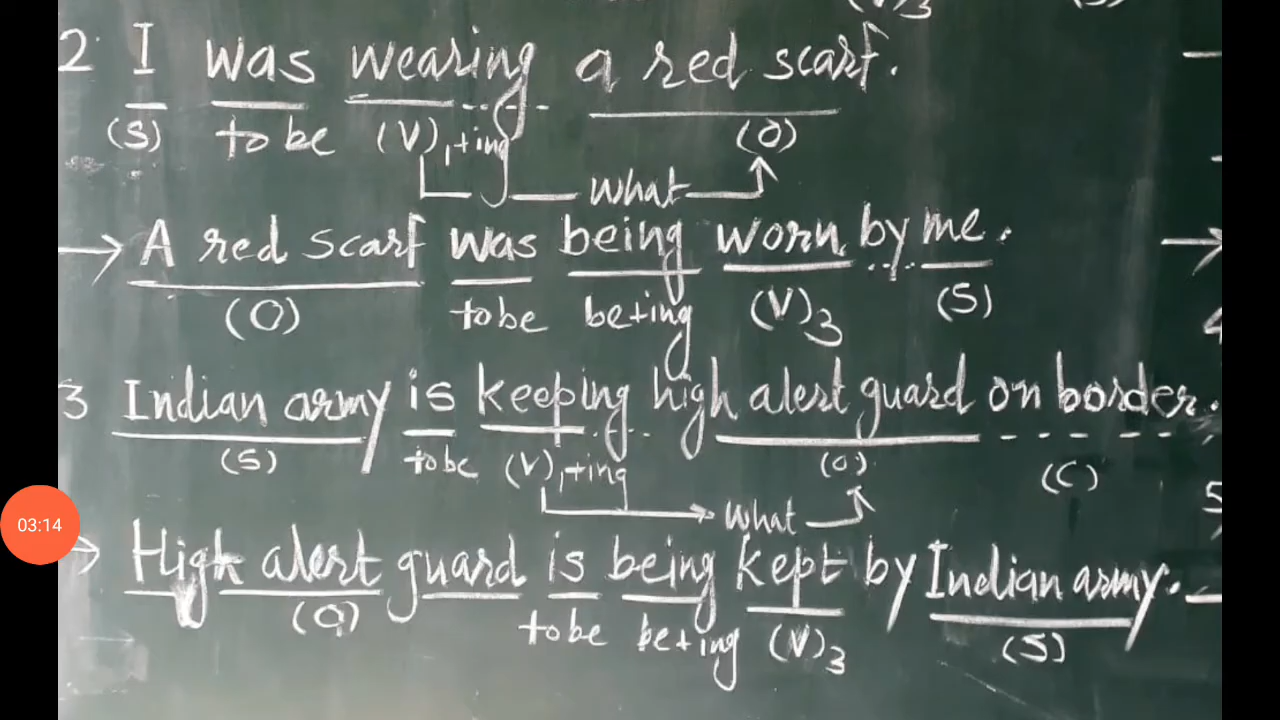 2 I was wearing a red scarf.
(S) to be (V)1+ing (O)
What
→ A red scarf was being worn by me.
(O) to be be+ing (V)3 (S)
3 Indian army is keeping high alert guard on border.
(S) to be (V)1+ing (O) (C)
What
→ High alert guard is being kept by Indian army.
(O) to be be+ing (V)3 (S)
03:14